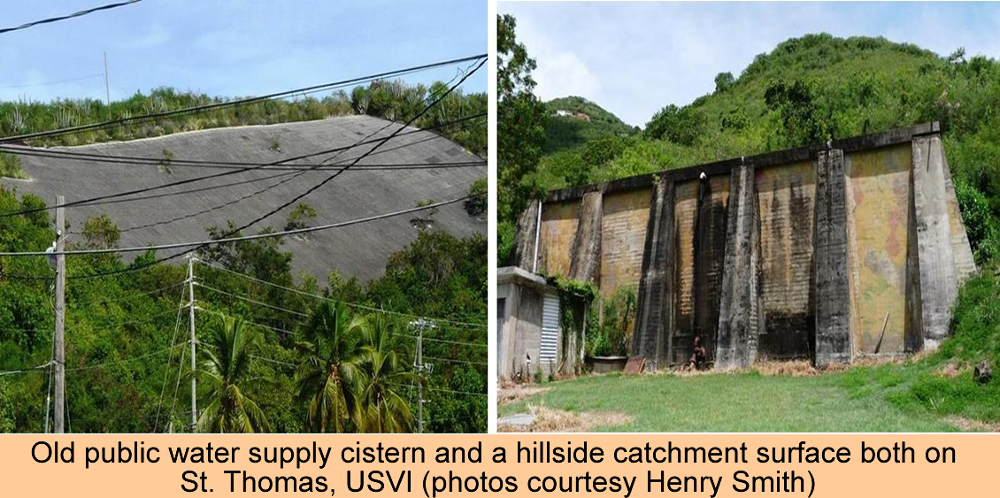 Old public water supply cistern and a hillside catchment surface both on
St. Thomas, USVI (photos courtesy Henry Smith)